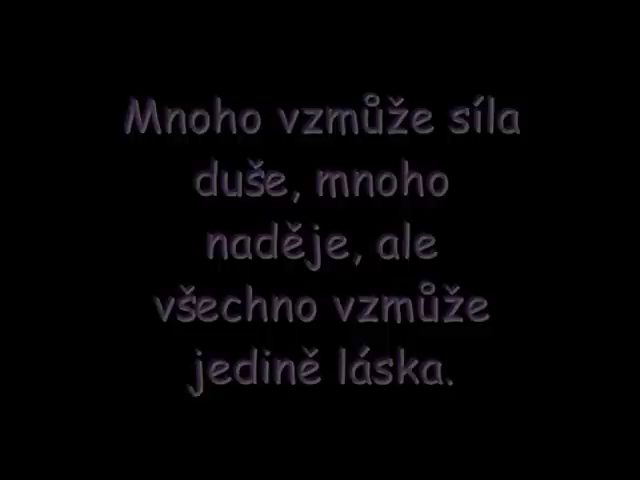 Mnoho vzmůže síla
duše, mnoho
naděje, ale
všechno vzmůže
jedině láska.